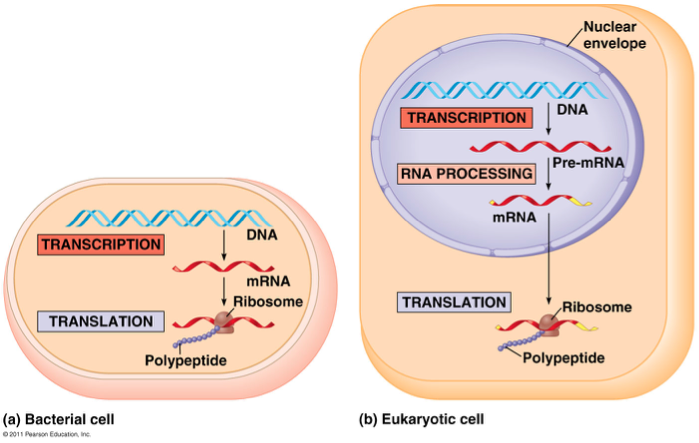 TRANSCRIPTION
DNA
mRNA
Ribosome
TRANSLATION
Polypeptide
(a) Bacterial cell
© 2011 Pearson Education, Inc.
Nuclear
envelope
DNA
TRANSCRIPTION
Pre-mRNA
RNA PROCESSING
mRNA
TRANSLATION
Ribosome
Polypeptide
(b) Eukaryotic cell